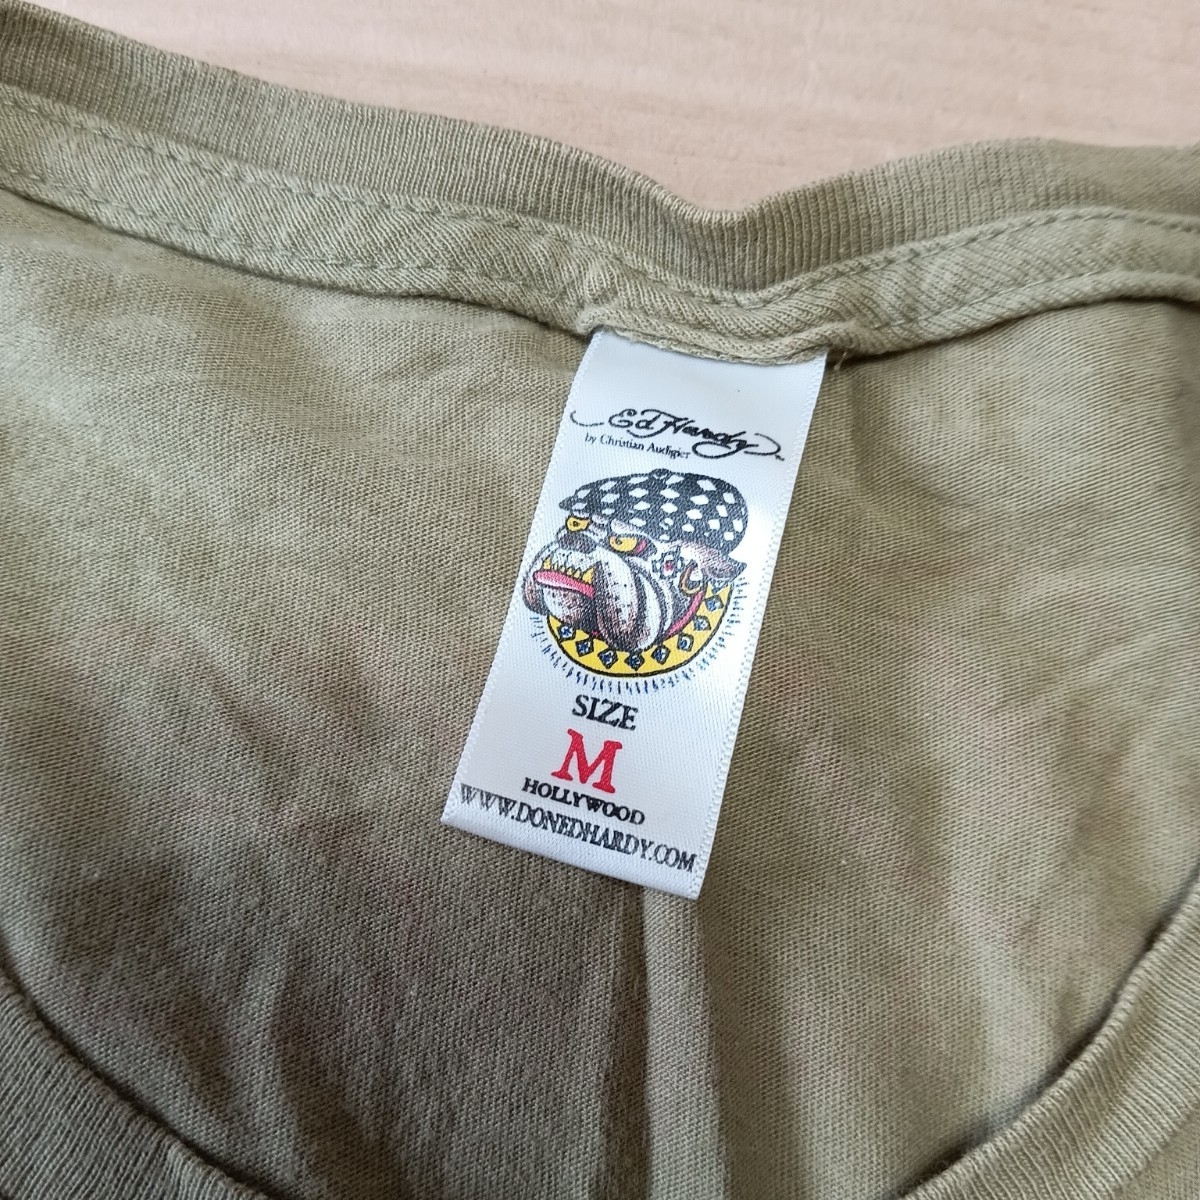 Ed Hardy
by Christian Audigier
SIZE
M
HOLLYWOOD
WWW.DONEDHARDY.COM